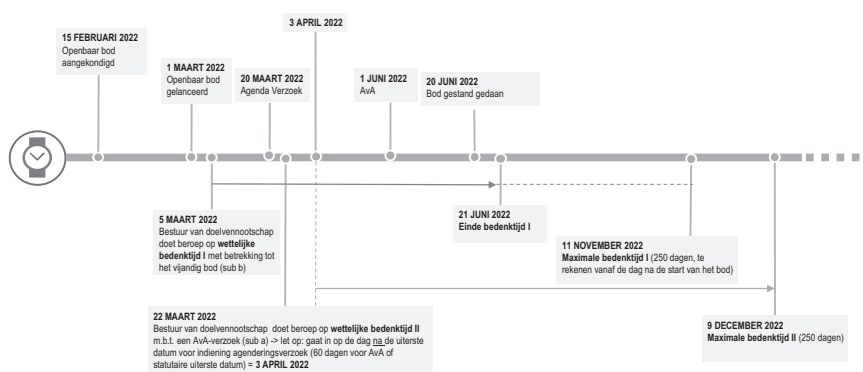 3 APRIL 2022
15 FEBRUARI 2022
Openbaar bod
aangekondigd
1 MAART 2022
Openbaar bod
gelanceerd
20 MAART 2022
Agenda Verzoek
1 JUNI 2022
AvA
20 JUNI 2022
Bod gestand gedaan
5 MAART 2022
Bestuur van doelvennootschap
doet beroep op wettelijke
bedenktijd I met betrekking tot
het vijandig bod (sub b)
21 JUNI 2022
Einde bedenktijd I
11 NOVEMBER 2022
Maximale bedenktijd I (250 dagen, te
rekenen vanaf de dag na de start van het bod)
22 MAART 2022
Bestuur van doelvennootschap doet beroep op wettelijke bedenktijd II
m.b.t. een AvA-verzoek (sub a) -> let op: gaat in op de dag na de uiterste
datum voor indiening agenderingsverzoek (60 dagen voor AvA of
statutaire uiterste datum) = 3 APRIL 2022
9 DECEMBER 2022
Maximale bedenktijd II (250 dagen)